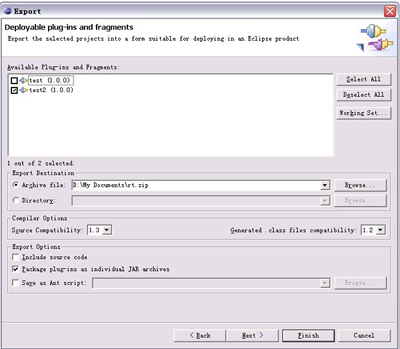 Export
Deployable plug-ins and fragments
Export the selected projects into a form suitable for deploying in an Eclipse product
Available Plug-ins and Fragments:
test (1.0.0)
test2 (1.0.0)
Select All
Deselect All
Working Set...
1 out of 2 selected.
Export Destination
Archive file: D:\My Documents\rt.zip Browse...
Directory: Browse...
Compiler Options
Source Compatibility: 1.3 Generated .class files compatibility: 1.2
Export Options
Include source code
Package plug-ins as individual JAR archives
Save as Ant script: Browse...
< Back Next > Finish Cancel